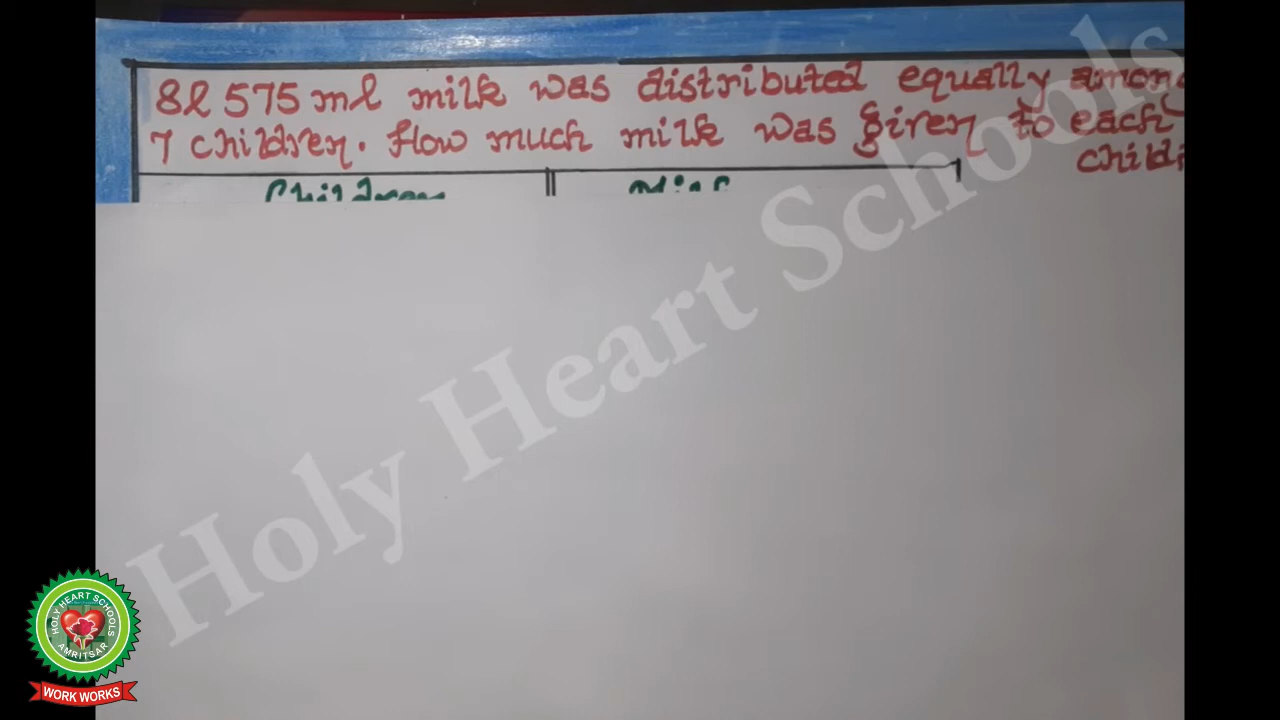 8l 575 ml milk was distributed equally among
7 children. How much milk was given to each
child
Children
Holy Heart Schools
HOLY HEART SCHOOLS
AMRITSAR
WORK WORKS